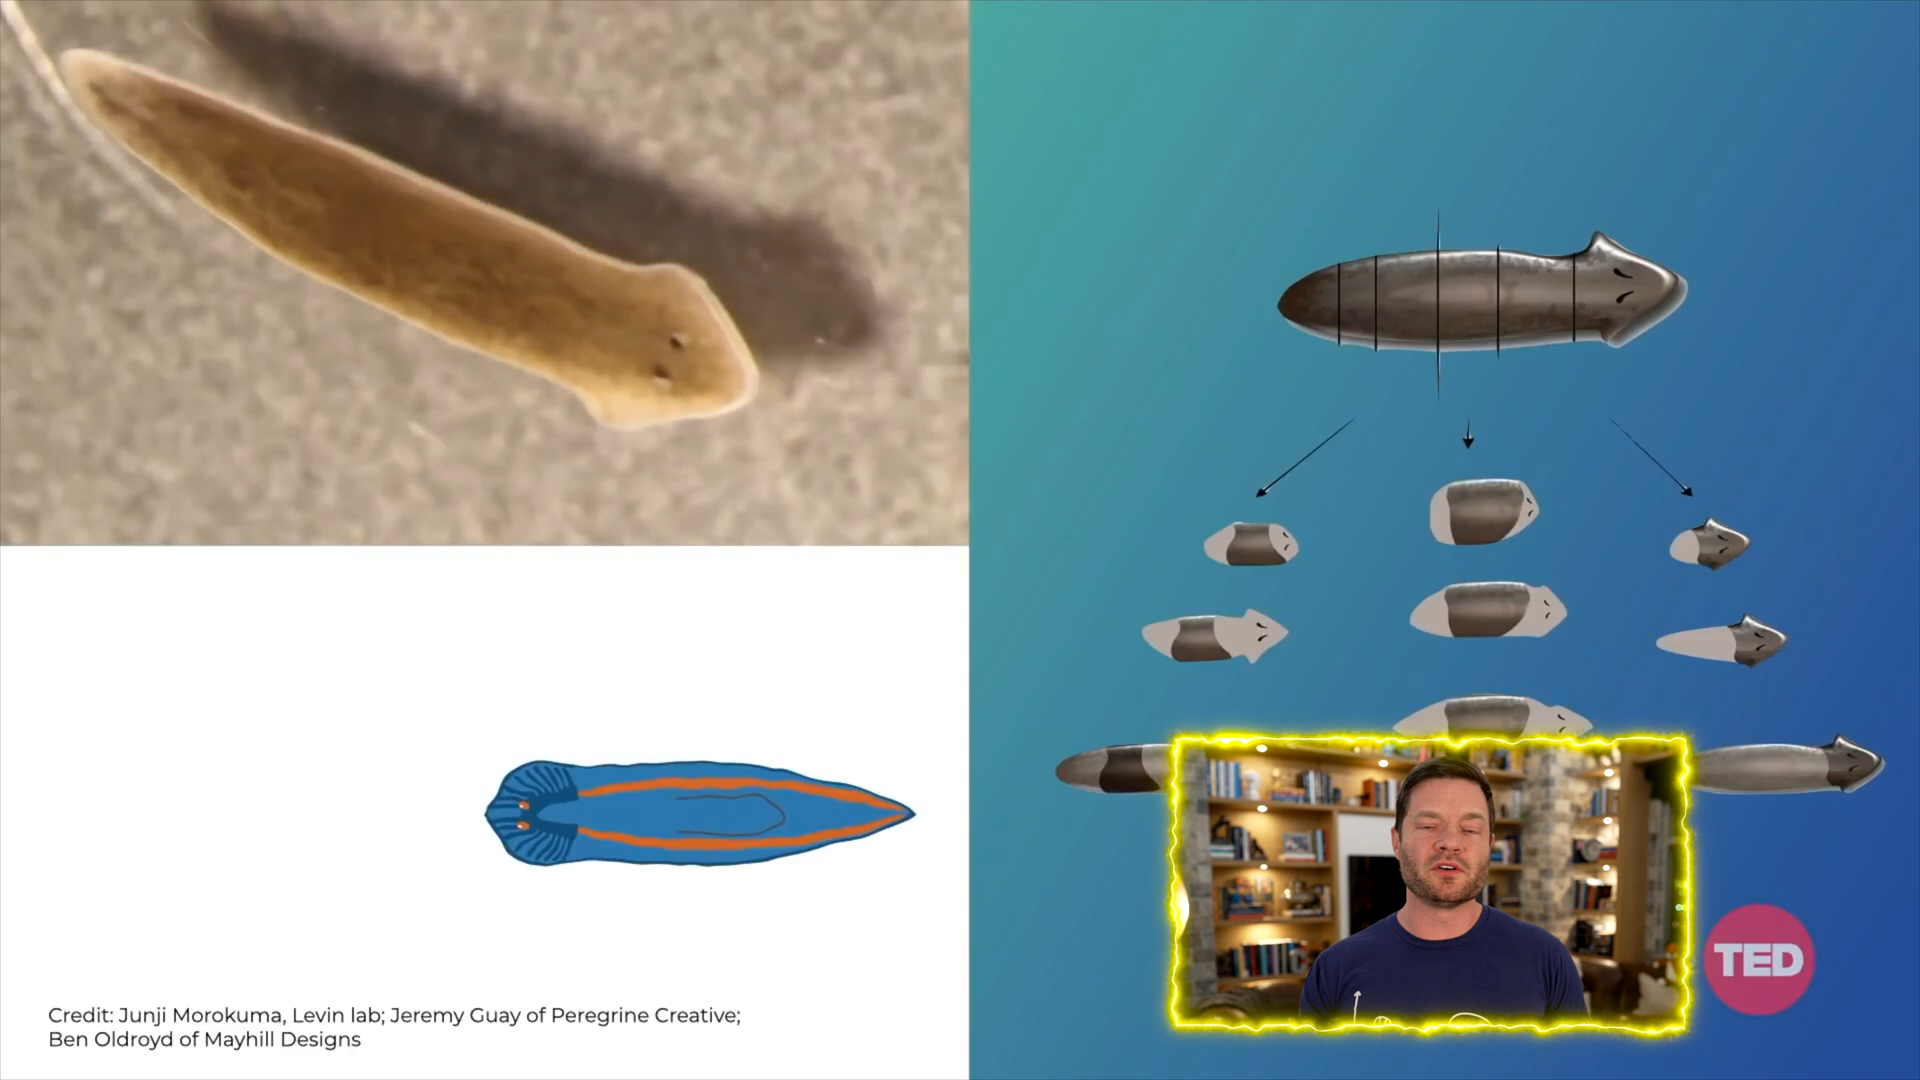 Credit: Junji Morokuma, Levin lab; Jeremy Guay of Peregrine Creative;
Ben Oldroyd of Mayhill Designs
TED